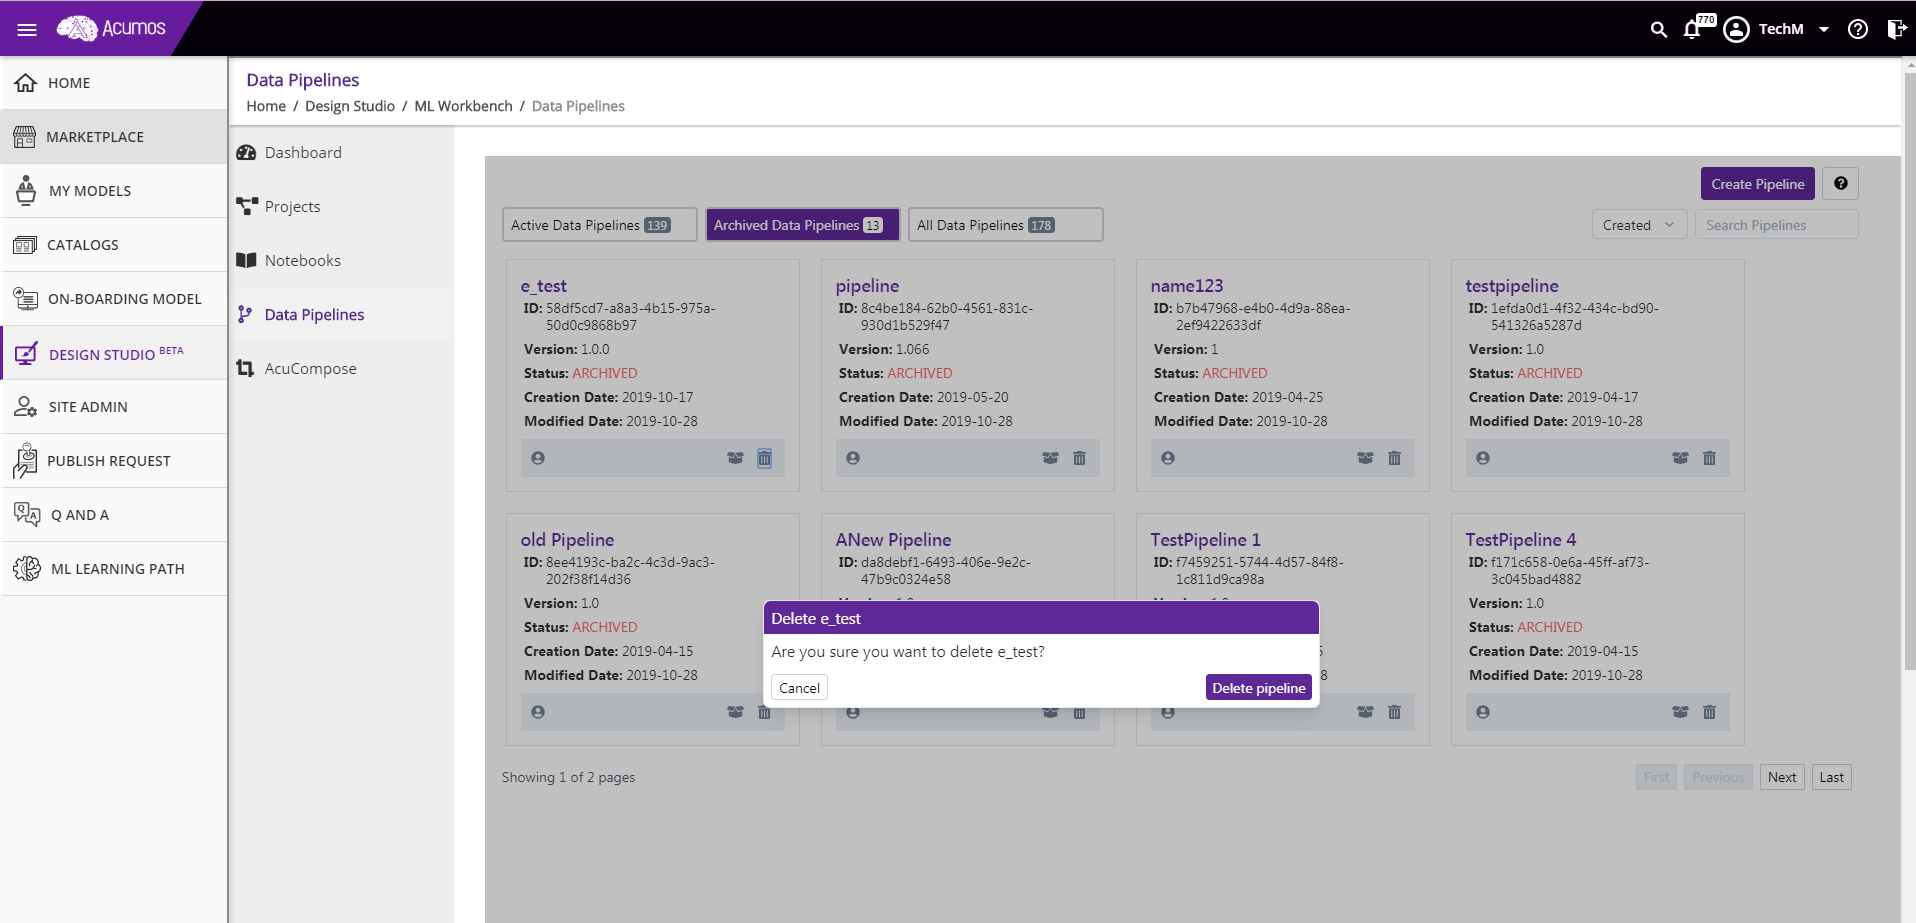 Acumos
770
TechM
HOME
MARKETPLACE
MY MODELS
CATALOGS
ON-BOARDING MODEL
DESIGN STUDIO BETA
SITE ADMIN
PUBLISH REQUEST
Q AND A
ML LEARNING PATH
Data Pipelines
Home / Design Studio / ML Workbench / Data Pipelines
Dashboard
Projects
Notebooks
Data Pipelines
AcuCompose
Create Pipeline
Active Data Pipelines 139
Archived Data Pipelines 13
All Data Pipelines 178
Created
Search Pipelines
e_test
ID: 58df5cd7-a8a3-4b15-975a-
50d0c9868b97
Version: 1.0.0
Status: ARCHIVED
Creation Date: 2019-10-17
Modified Date: 2019-10-28
pipeline
ID: 8c4be184-62b0-4561-831c-
930d1b529f47
Version: 1.066
Status: ARCHIVED
Creation Date: 2019-05-20
Modified Date: 2019-10-28
name123
ID: b7b47968-e4b0-4d9a-88ea-
2ef9422633df
Version: 1
Status: ARCHIVED
Creation Date: 2019-04-25
Modified Date: 2019-10-28
testpipeline
ID: 1efda0d1-4f32-434c-bd90-
541326a5287d
Version: 1.0
Status: ARCHIVED
Creation Date: 2019-04-17
Modified Date: 2019-10-28
old Pipeline
ID: 8ee4193c-ba2c-4c3d-9ac3-
202f38f14d36
Version: 1.0
Status: ARCHIVED
Creation Date: 2019-04-15
Modified Date: 2019-10-28
ANew Pipeline
ID: da8debf1-6493-406e-9e2c-
47b9c0324e58
TestPipeline 1
ID: f7459251-5744-4d57-84f8-
1c811d9ca98a
5
8
TestPipeline 4
ID: f171c658-0e6a-45ff-af73-
3c045bad4882
Version: 1.0
Status: ARCHIVED
Creation Date: 2019-04-15
Modified Date: 2019-10-28
Delete e_test
Are you sure you want to delete e_test?
Cancel
Delete pipeline
Showing 1 of 2 pages
First
Previous
Next
Last